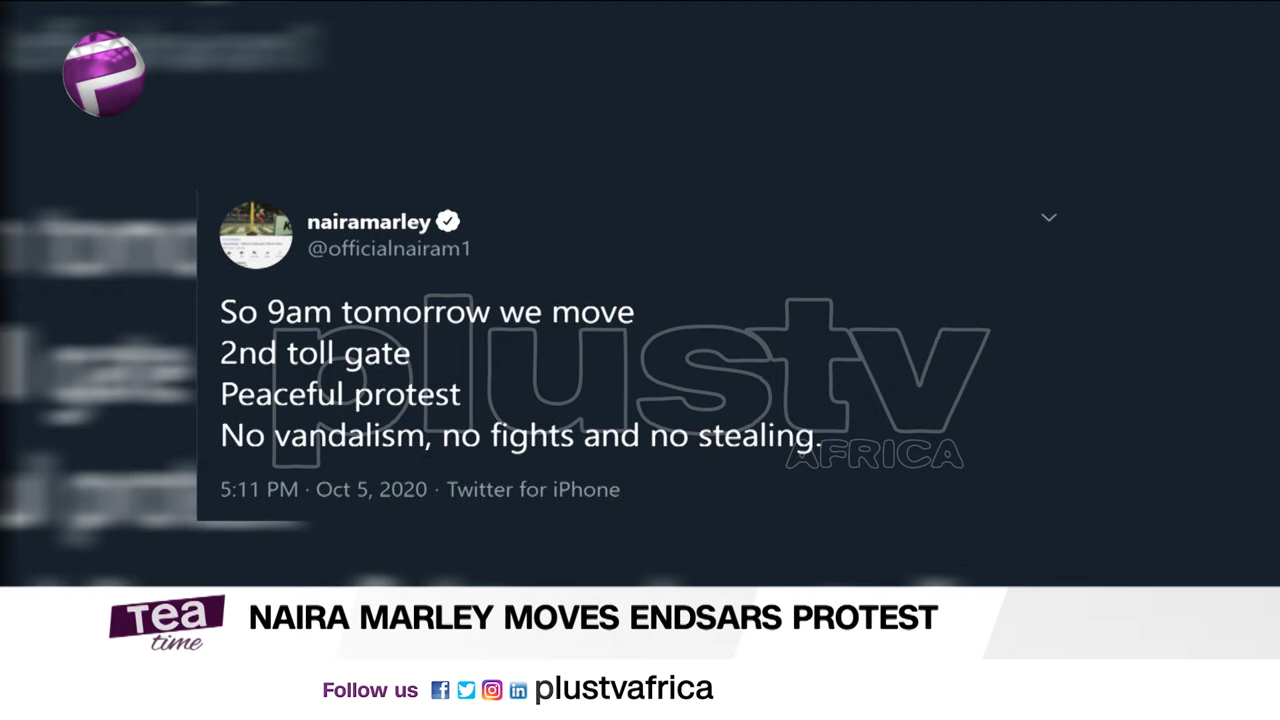 nairamarley
@officialnairam1
So 9am tomorrow we move
2nd toll gate
Peaceful protest
No vandalism, no fights and no stealing.
5:11 PM · Oct 5, 2020 · Twitter for iPhone
plustv
AFRICA
Tea
time
NAIRA MARLEY MOVES ENDSARS PROTEST
Follow us plustvafrica